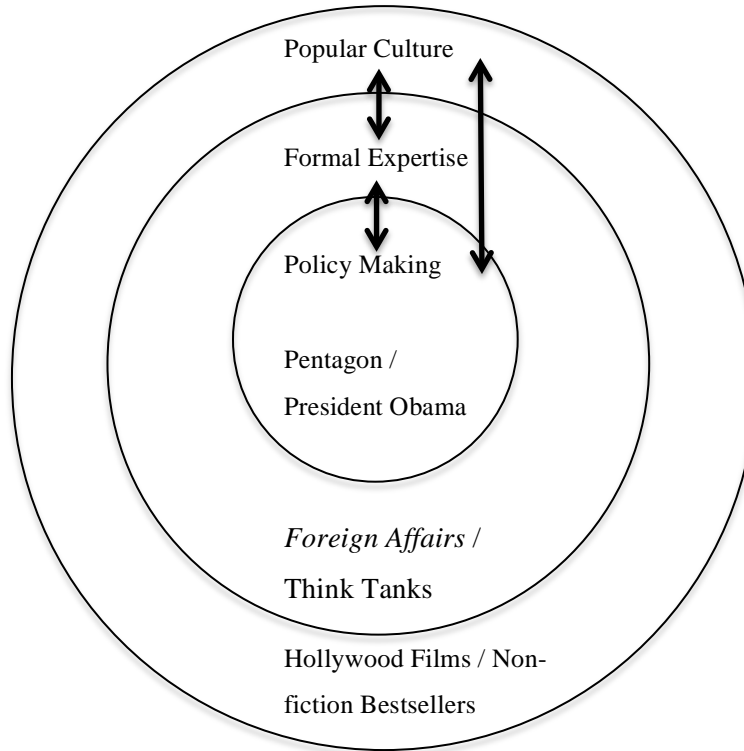 Popular Culture
Formal Expertise
Policy Making
Pentagon /
President Obama
Foreign Affairs /
Think Tanks
Hollywood Films / Non-
fiction Bestsellers